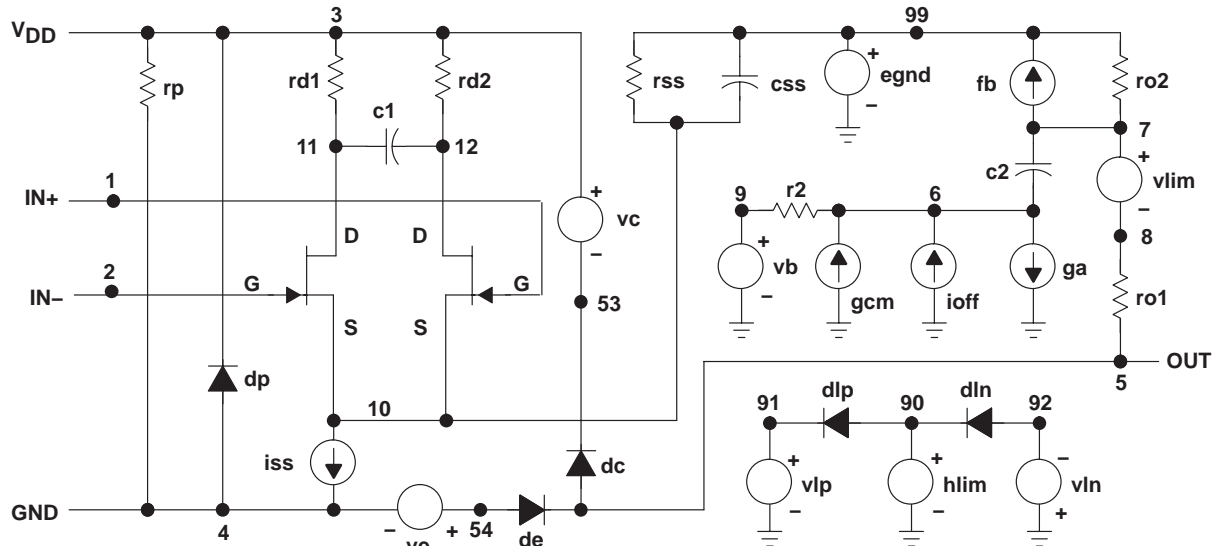 3
99
VDD
rp
rd1
rd2
c1
11
12
rss
css
+
egnd
−
fb
ro2
7
c2
+
vlim
−
8
1
IN+
2
IN−
D
D
G
G
S
S
+
vc
−
53
9
r2
6
+
vb
−
gcm
ioff
ga
ro1
OUT
5
dp
10
iss
dc
91
dlp
90
dln
92
+
vlp
−
+
hlim
−
−
vln
+
GND
4
−
+
54
de